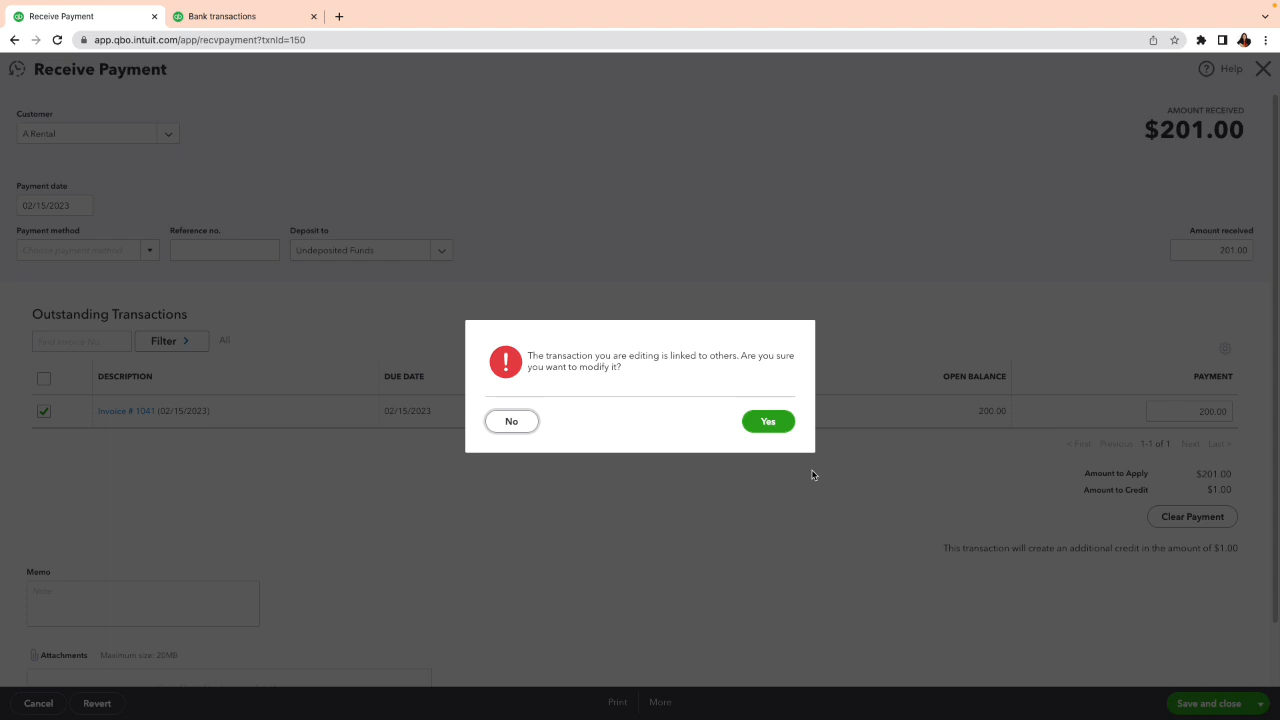 Receive Payment
Bank transactions
app.qbo.intuit.com/app/recvpayment?txnId=150
Receive Payment
Help
Customer
A Rental
AMOUNT RECEIVED
$201.00
Payment date
02/15/2023
Payment method
Reference no.
Deposit to
Amount received
Choose payment method
Undeposited Funds
201.00
Outstanding Transactions
Find Invoice No.
Filter >
All
DESCRIPTION
DUE DATE
OPEN BALANCE
PAYMENT
Invoice # 1041 (02/15/2023)
02/15/2023
200.00
200.00
The transaction you are editing is linked to others. Are you sure
you want to modify it?
No
Yes
< First Previous 1-1 of 1 Next Last >
Amount to Apply
$201.00
Amount to Credit
$1.00
Clear Payment
This transaction will create an additional credit in the amount of $1.00
Memo
Note
Attachments
Maximum size: 20MB
Cancel
Revert
Print
More
Save and close